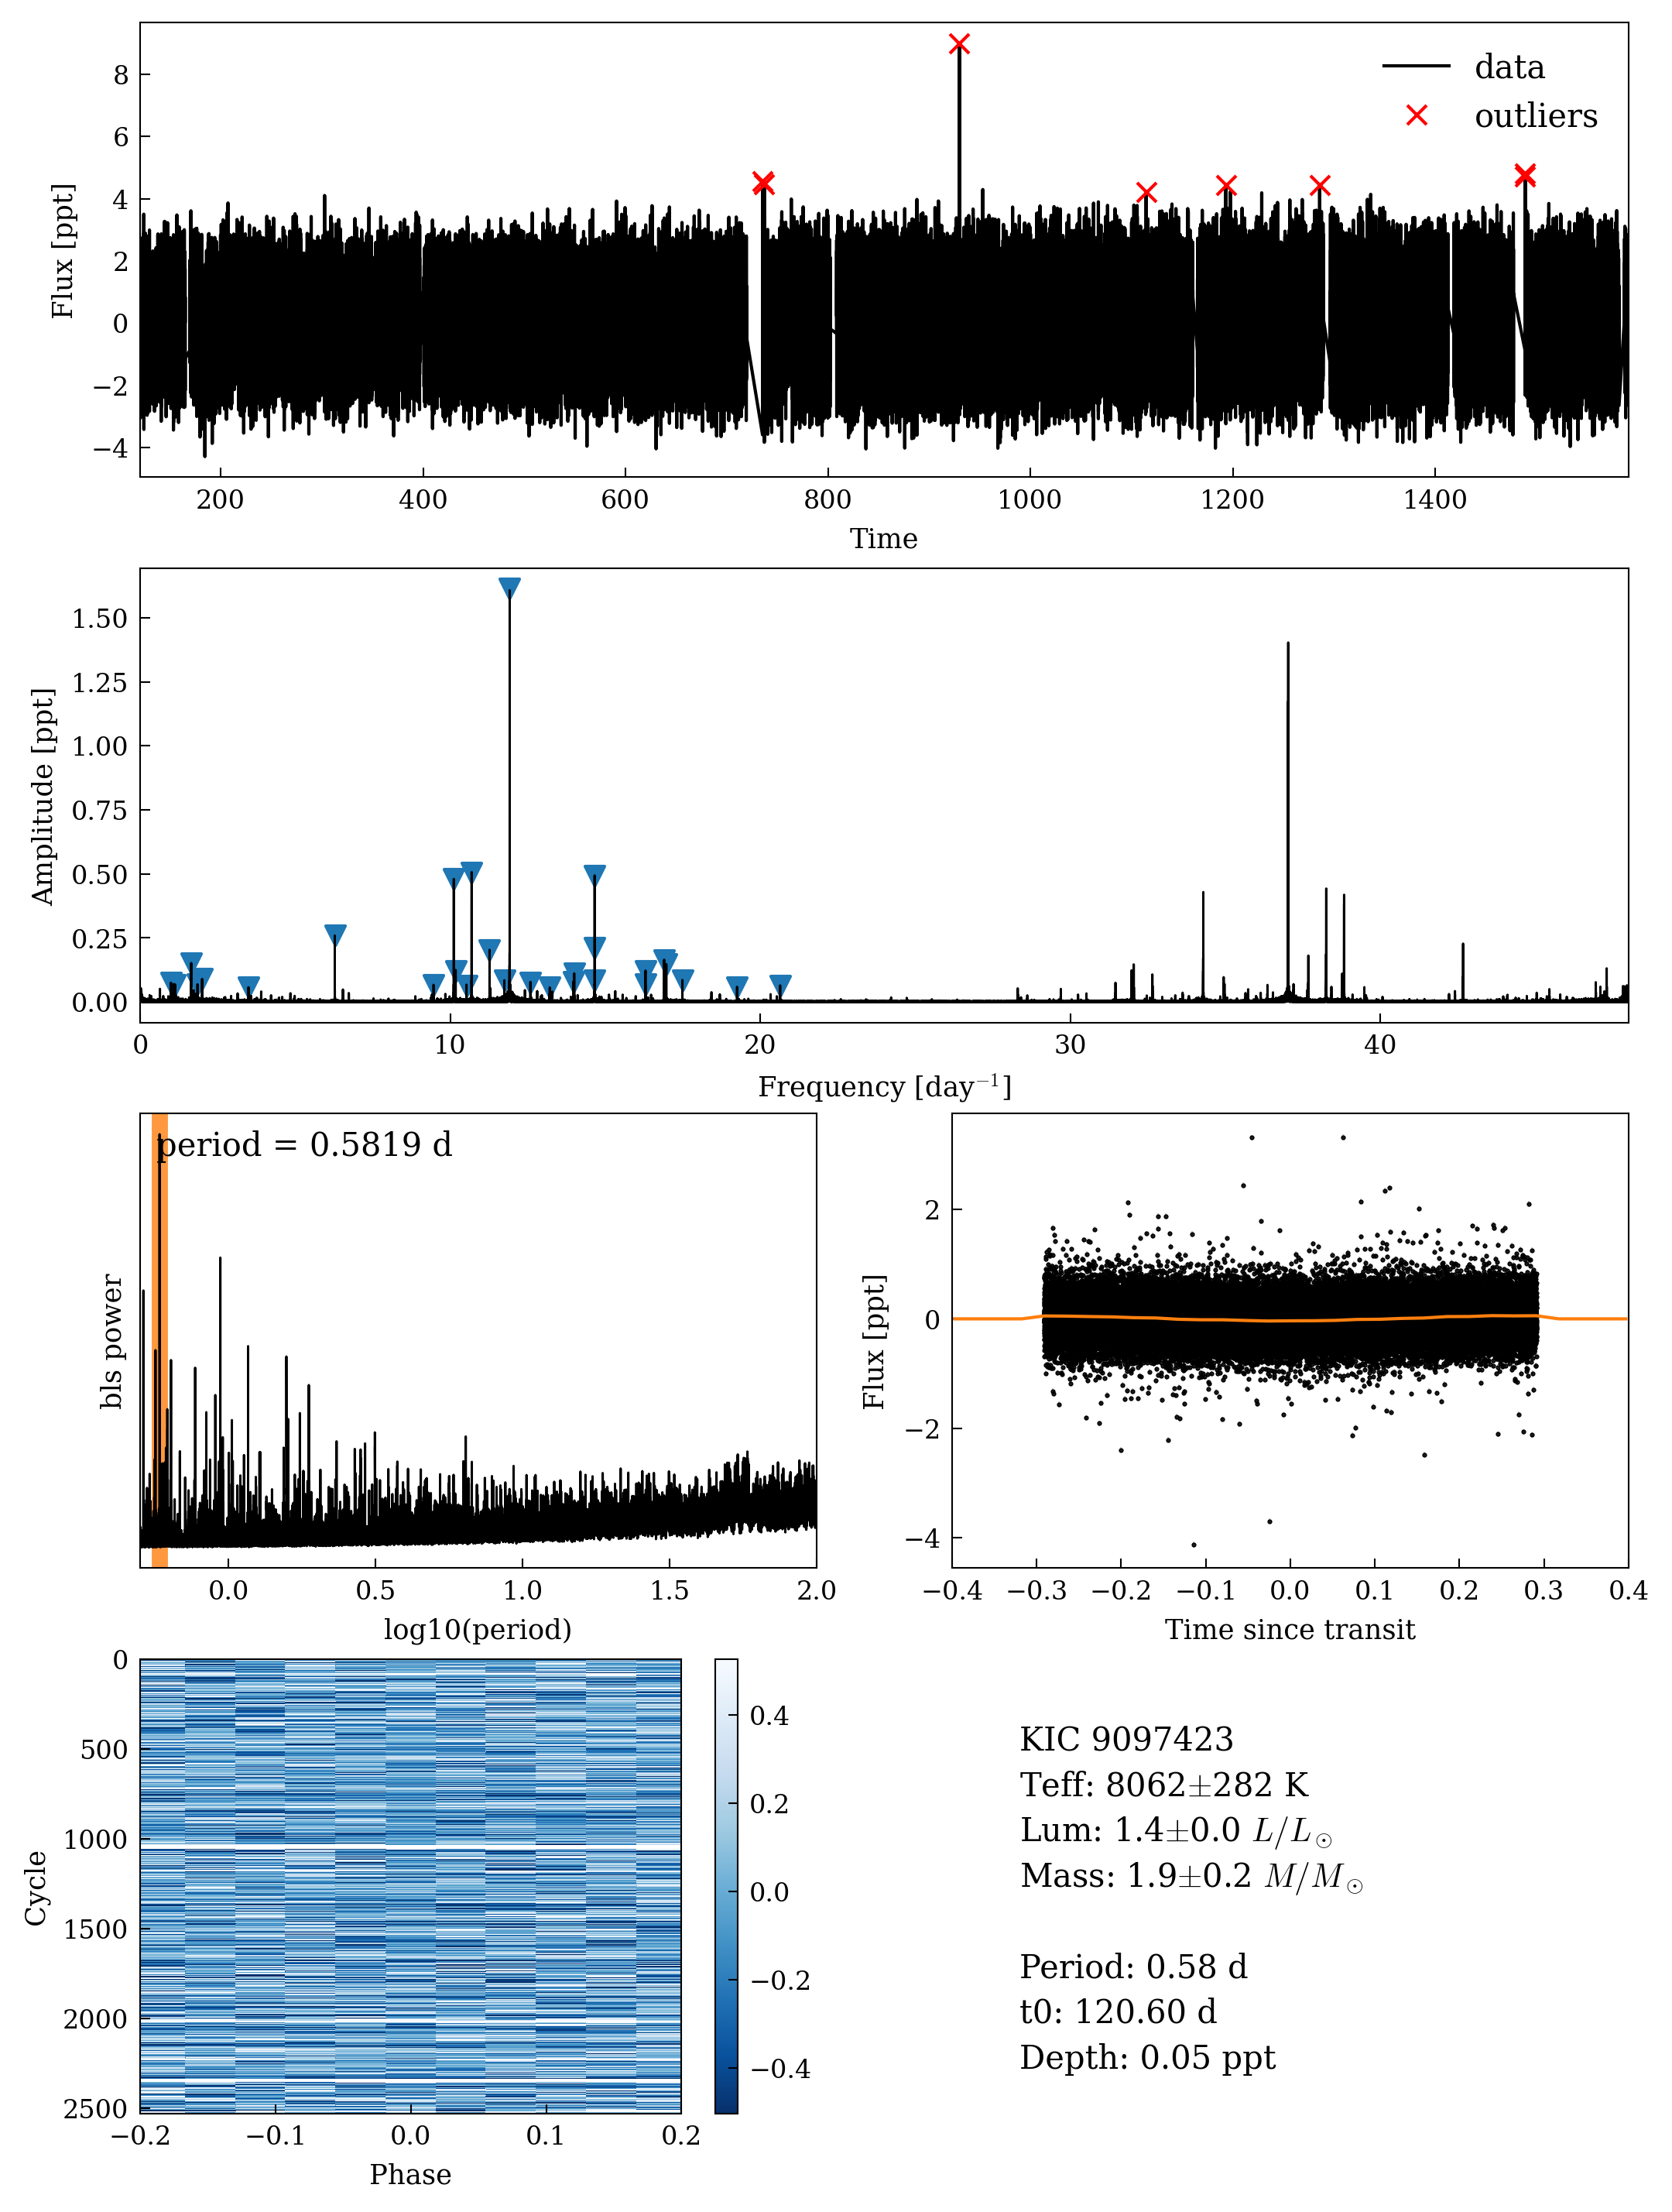 8
6
4
2
0
−2
−4
Flux [ppt]
data
outliers
200 400 600 800 1000 1200 1400
Time
1.50
1.25
1.00
0.75
0.50
0.25
0.00
Amplitude [ppt]
0 10 20 30 40
Frequency [day⁻¹]
period = 0.5819 d
bls power
0.0 0.5 1.0 1.5 2.0
log10(period)
2
0
−2
−4
Flux [ppt]
−0.4 −0.3 −0.2 −0.1 0.0 0.1 0.2 0.3 0.4
Time since transit
0
500
1000
1500
2000
2500
Cycle
−0.2 −0.1 0.0 0.1 0.2
Phase
0.4
0.2
0.0
−0.2
−0.4
KIC 9097423
Teff: 8062±282 K
Lum: 1.4±0.0 L/L⊙
Mass: 1.9±0.2 M/M⊙
Period: 0.58 d
t0: 120.60 d
Depth: 0.05 ppt